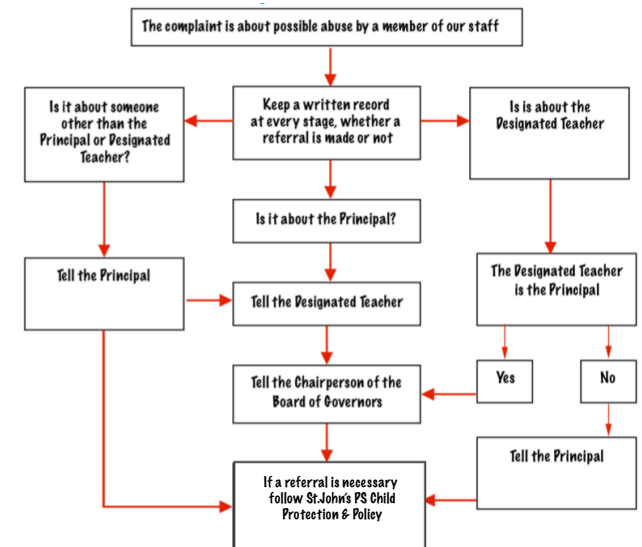 The complaint is about possible abuse by a member of our staff
Is it about someone
other than the
Principal or Designated
Teacher?
Keep a written record
at every stage, whether a
referral is made or not
Is is about the
Designated Teacher
Is it about the Principal?
Tell the Principal
Tell the Designated Teacher
The Designated Teacher
is the Principal
Yes
No
Tell the Chairperson of the
Board of Governors
Tell the Principal
If a referral is necessary
follow St.John's PS Child
Protection & Policy